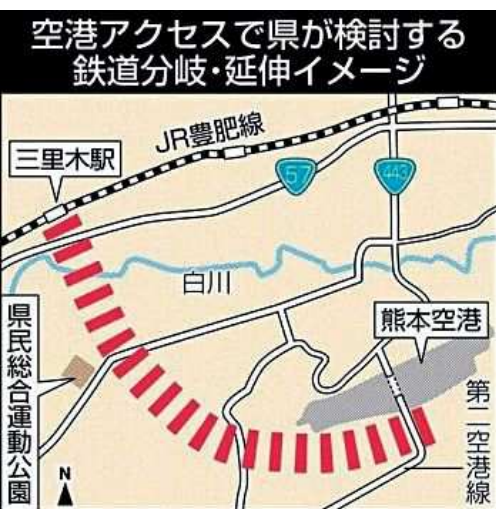 空港アクセスで県が検討する
鉄道分岐・延伸イメージ
JR豊肥線
三里木駅
57
443
白川
熊本空港
県民総合運動公園
第二空港線
N